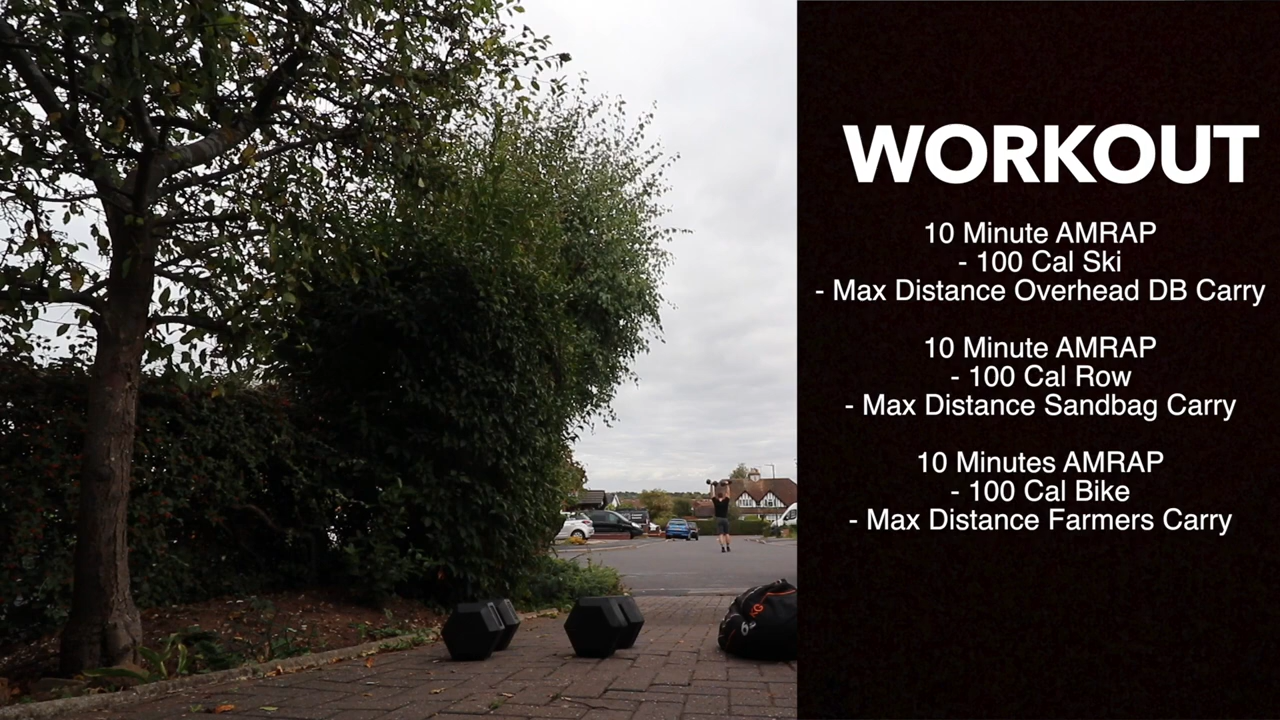 WORKOUT
10 Minute AMRAP
- 100 Cal Ski
- Max Distance Overhead DB Carry
10 Minute AMRAP
- 100 Cal Row
- Max Distance Sandbag Carry
10 Minutes AMRAP
- 100 Cal Bike
- Max Distance Farmers Carry